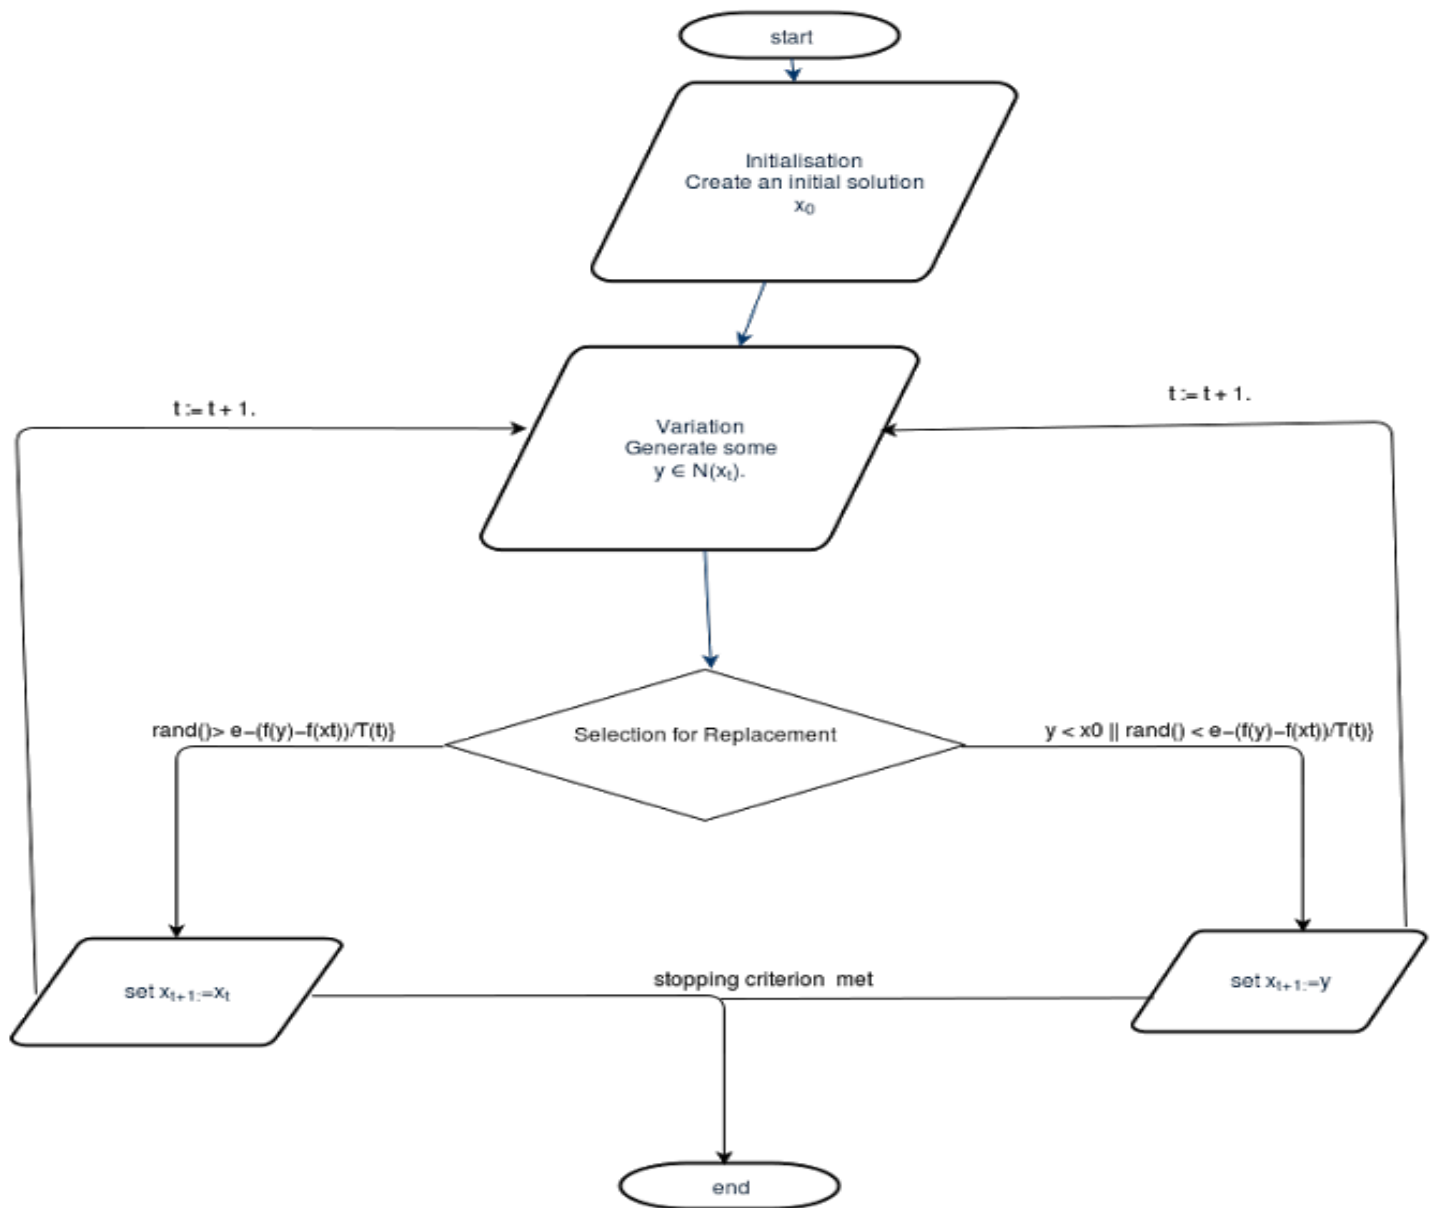 start
Initialisation
Create an initial solution
x₀
t := t + 1.
t := t + 1.
Variation
Generate some
y ∈ N(xₜ).
rand()> e−(f(y)−f(xt))/T(t)}
Selection for Replacement
y < x0 || rand() < e−(f(y)−f(xt))/T(t)}
set xₜ₊₁:=xₜ
stopping criterion met
set xₜ₊₁:=y
end